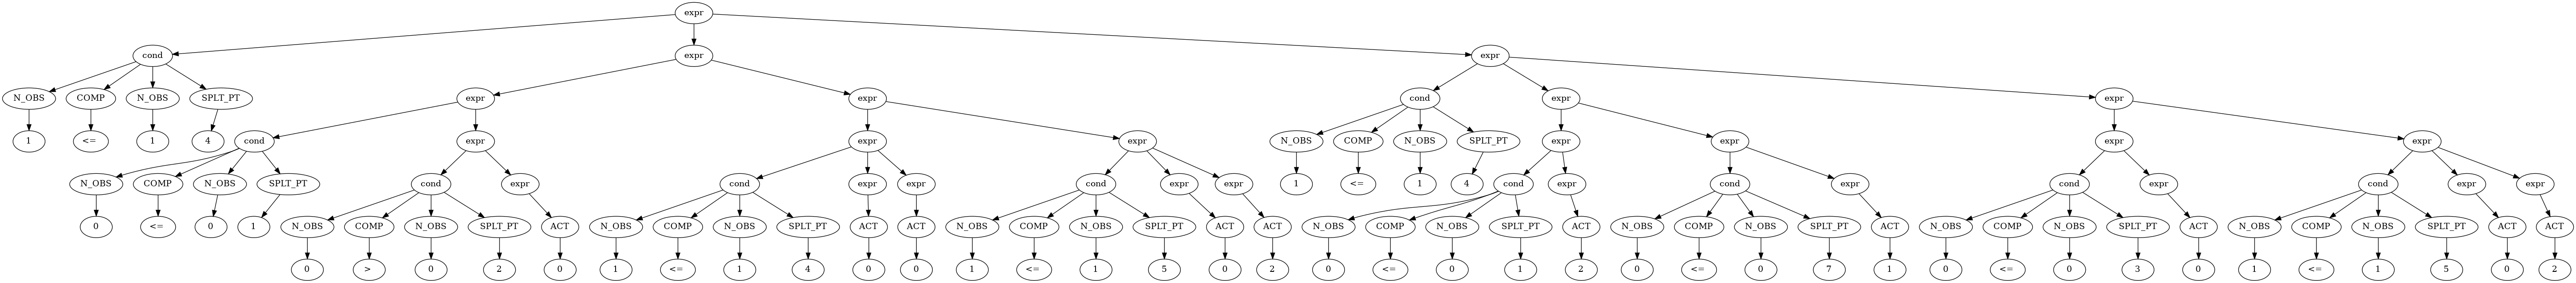 expr
cond expr expr
N_OBS COMP N_OBS SPLT_PT expr expr cond expr expr
1 <= 1 4 cond expr expr expr N_OBS COMP N_OBS SPLT_PT expr expr expr expr
N_OBS COMP N_OBS SPLT_PT cond expr cond expr expr cond expr expr 1 <= 1 4 cond expr cond expr cond expr cond expr expr
0 <= 0 1 N_OBS COMP N_OBS SPLT_PT ACT N_OBS COMP N_OBS SPLT_PT ACT ACT N_OBS COMP N_OBS SPLT_PT ACT ACT N_OBS COMP N_OBS SPLT_PT ACT N_OBS COMP N_OBS SPLT_PT ACT N_OBS COMP N_OBS SPLT_PT ACT N_OBS COMP N_OBS SPLT_PT ACT ACT
0 > 0 2 0 1 <= 1 4 0 0 1 <= 1 5 0 2 0 <= 0 1 2 0 <= 0 7 1 0 <= 0 3 0 1 <= 1 5 0 2